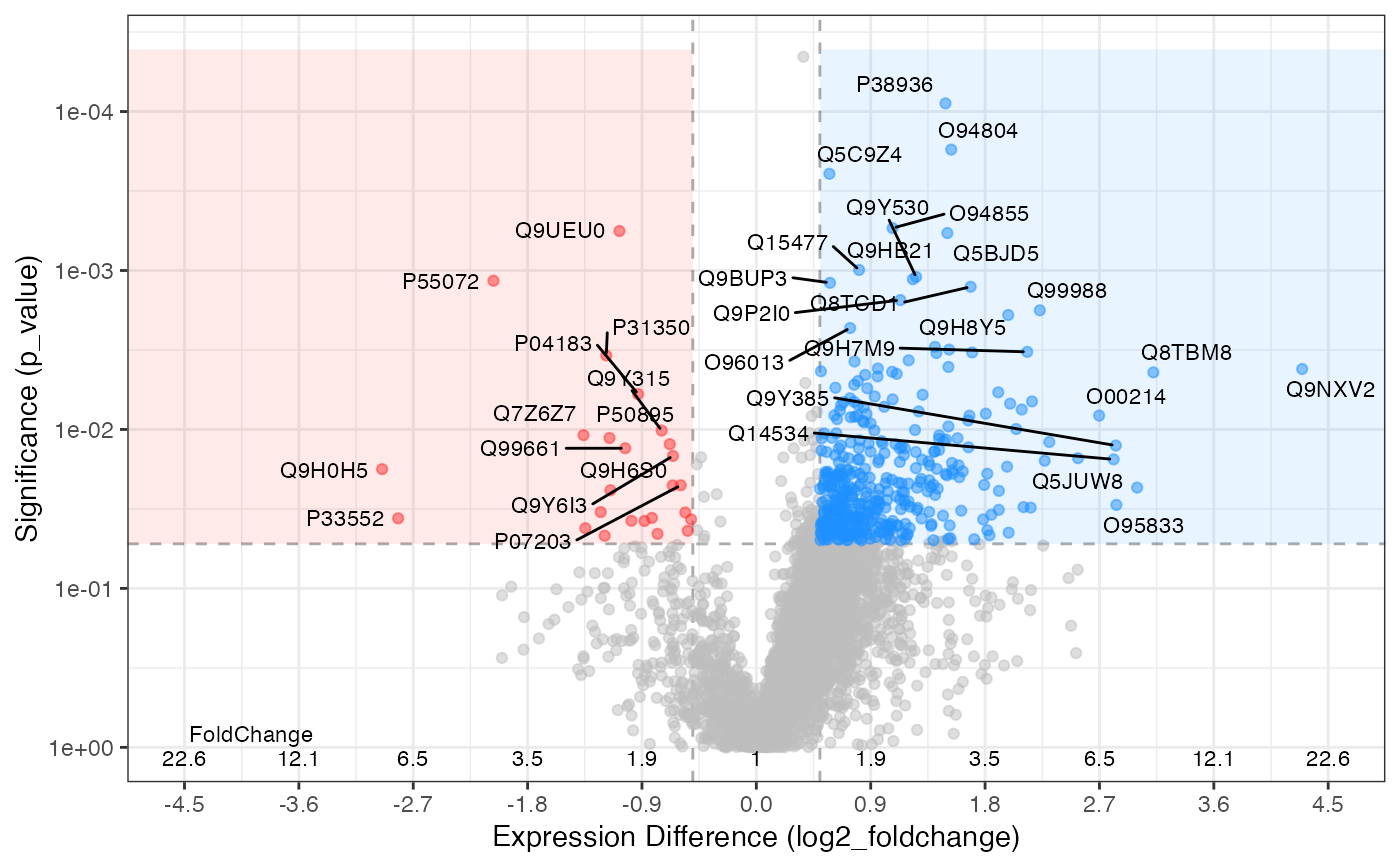 P38936
1e-04
O94804
Q5C9Z4
Q9Y530
O94855
Q9UEU0
Q15477
Q9HB21
Q5BJD5
1e-03
P55072
Q9BUP3
Q99988
Q8TCD1
Q9P2I0
P31350
Q9H8Y5
P04183
Q9H7M9
Q8TBM8
O96013
Q9Y315
Q9NXV2
Q9Y385
O00214
Q7Z6Z7
P50895
1e-02
Q14534
Q99661
Q9H0H5
Q9H6S0
Q5JUW8
Q9Y6I3
P33552
O95833
P07203
1e-01
FoldChange
1e+00
22.6 12.1 6.5 3.5 1.9 1 1.9 3.5 6.5 12.1 22.6
-4.5 -3.6 -2.7 -1.8 -0.9 0.0 0.9 1.8 2.7 3.6 4.5
Expression Difference (log2_foldchange)
Significance (p_value)